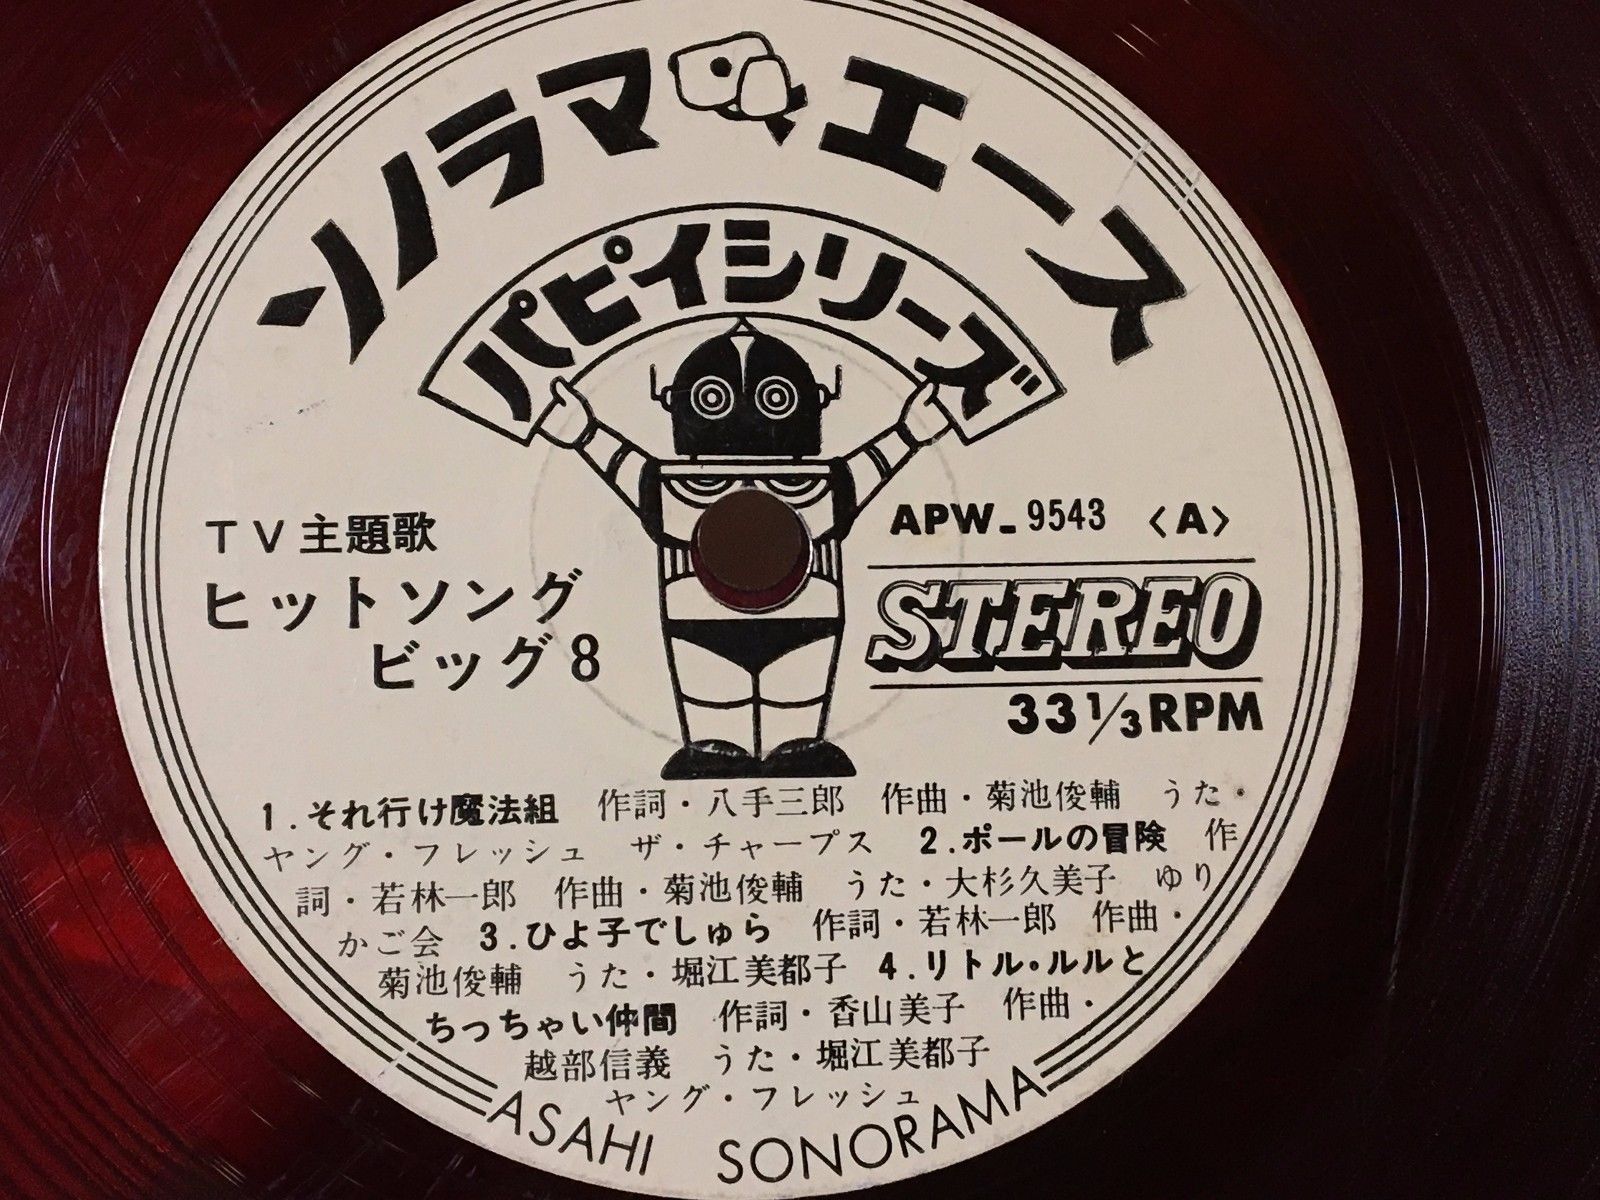 ソノラマ エース
パピイシリーズ
TV主題歌
ヒットソング
ビッグ8
APW-9543 〈A〉
STEREO
33 1/3 RPM
1.それ行け魔法組 作詞・八手三郎 作曲・菊池俊輔 うた・
ヤング・フレッシュ ザ・チャープス 2.ポールの冒険 作
詞・若林一郎 作曲・菊池俊輔 うた・大杉久美子 ゆり
かご会 3.ひよ子でしゅら 作詞・若林一郎 作曲・
菊池俊輔 うた・堀江美都子 4.リトル・ルルと
ちっちゃい仲間 作詞・香山美子 作曲・
越部信義 うた・堀江美都子
ヤング・フレッシュ
ASAHI SONORAMA